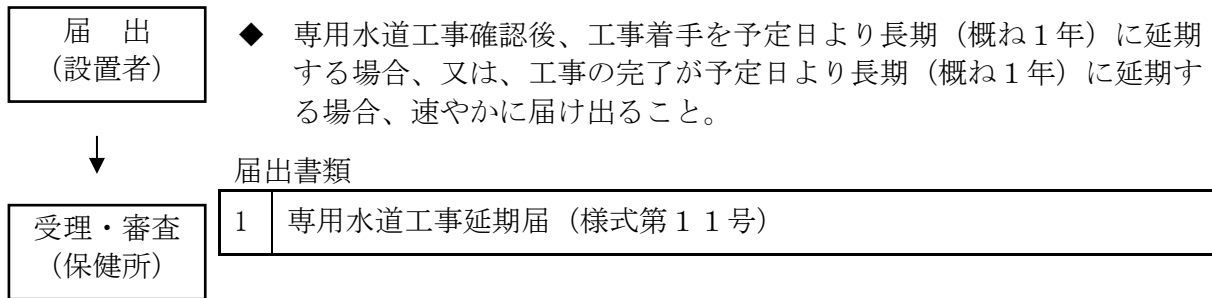 届　出
（設置者）
◆　専用水道工事確認後、工事着手を予定日より長期（概ね１年）に延期
する場合、又は、工事の完了が予定日より長期（概ね１年）に延期す
る場合、速やかに届け出ること。
↓
届出書類
1　専用水道工事延期届（様式第１１号）
受理・審査
（保健所）